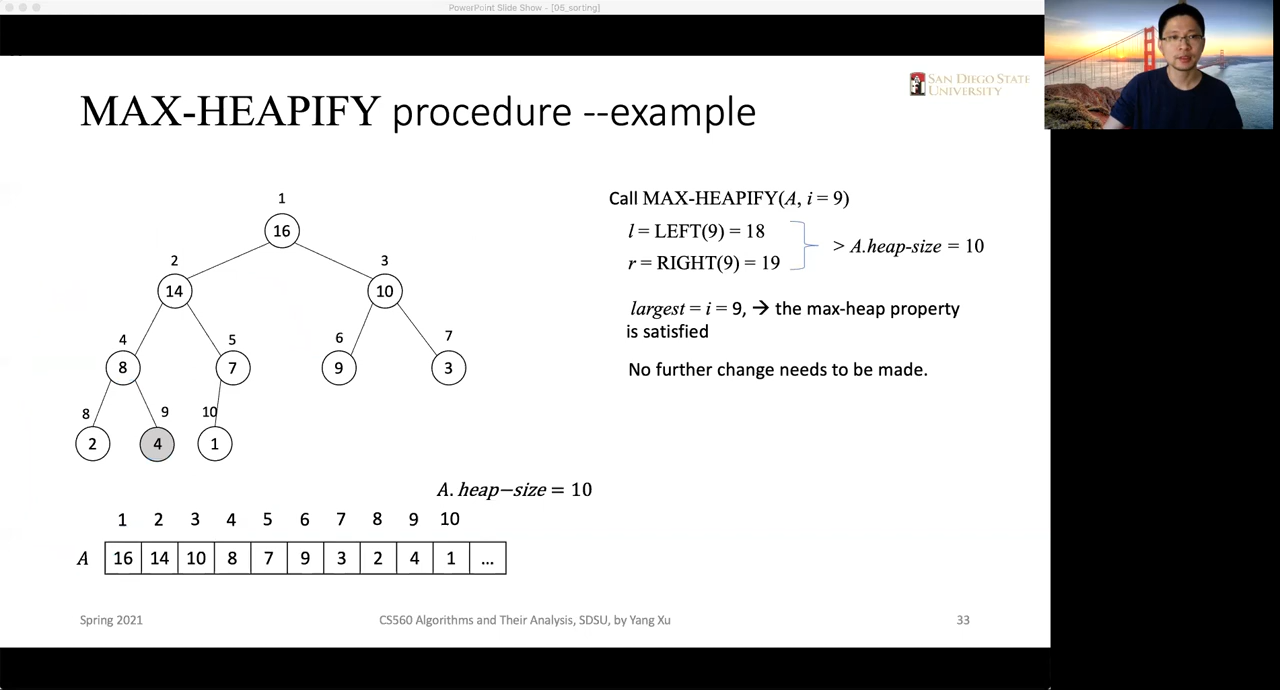 PowerPoint Slide Show - [05_sorting]
SAN DIEGO STATE
UNIVERSITY
MAX-HEAPIFY procedure --example
1
16
2
3
14
10
4
5
6
7
8
7
9
3
8
9
10
2
4
1
Call MAX-HEAPIFY(A, i = 9)
l = LEFT(9) = 18
r = RIGHT(9) = 19
> A.heap-size = 10
largest = i = 9, → the max-heap property
is satisfied
No further change needs to be made.
A. heap−size = 10
1 2 3 4 5 6 7 8 9 10
A 16 14 10 8 7 9 3 2 4 1 ...
Spring 2021
CS560 Algorithms and Their Analysis, SDSU, by Yang Xu
33